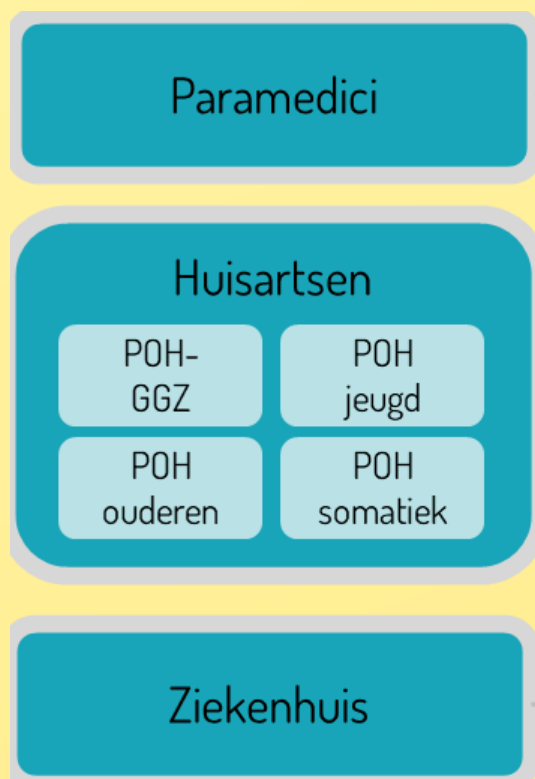 Paramedici
Huisartsen
POH-
GGZ
POH
jeugd
POH
ouderen
POH
somatiek
Ziekenhuis